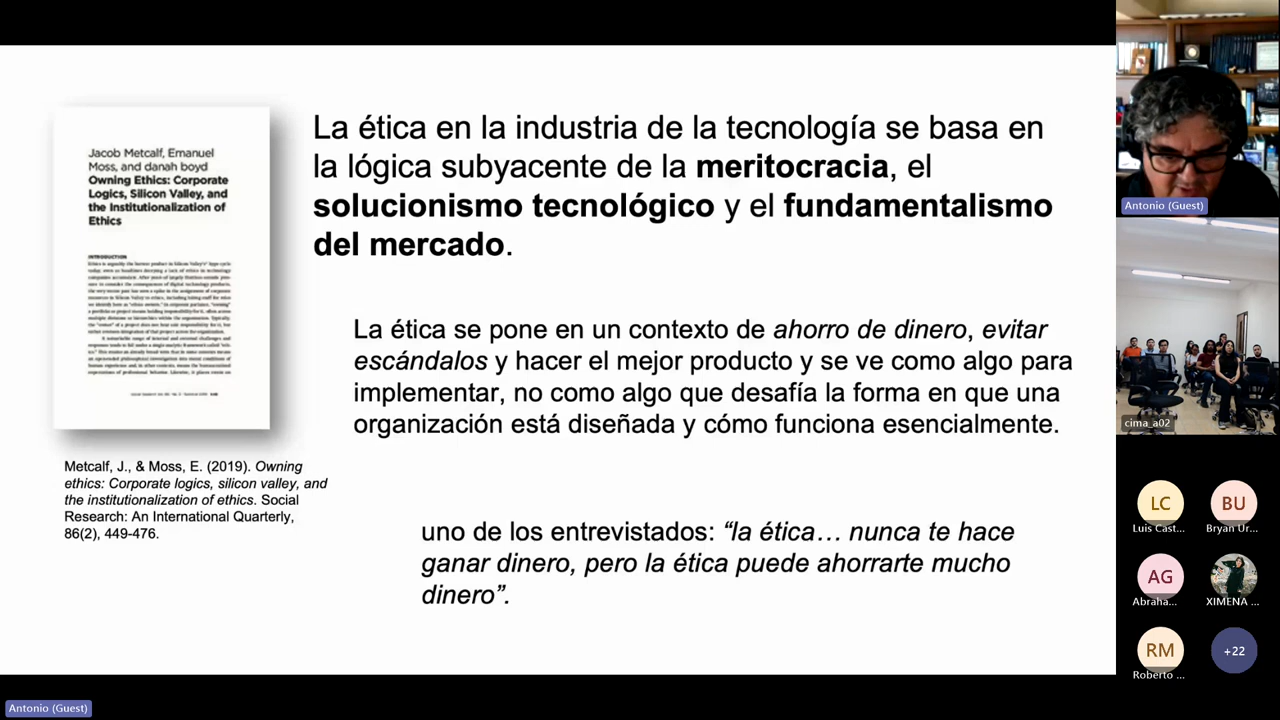 Jacob Metcalf, Emanuel
Moss, and danah boyd
Owning Ethics: Corporate
Logics, Silicon Valley, and
the Institutionalization of
Ethics
INTRODUCTION
Metcalf, J., & Moss, E. (2019). Owning
ethics: Corporate logics, silicon valley, and
the institutionalization of ethics. Social
Research: An International Quarterly,
86(2), 449-476.
La ética en la industria de la tecnología se basa en
la lógica subyacente de la meritocracia, el
solucionismo tecnológico y el fundamentalismo
del mercado.
La ética se pone en un contexto de ahorro de dinero, evitar
escándalos y hacer el mejor producto y se ve como algo para
implementar, no como algo que desafía la forma en que una
organización está diseñada y cómo funciona esencialmente.
uno de los entrevistados: “la ética… nunca te hace
ganar dinero, pero la ética puede ahorrarte mucho
dinero”.
Antonio (Guest)
cima_a02
LC
Luis Cast...
BU
Bryan Ur...
AG
Abraha...
XIMENA ...
RM
Roberto ...
+22
Antonio (Guest)